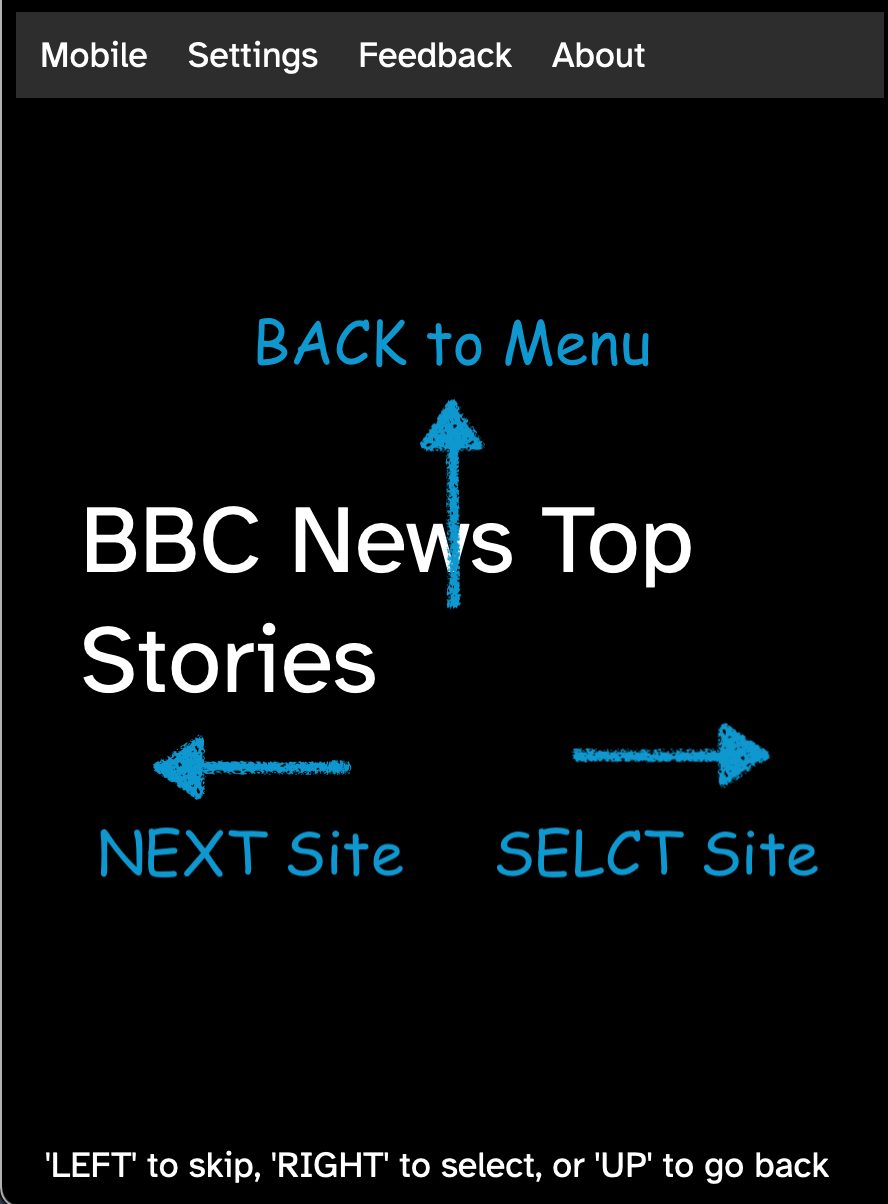 Mobile Settings Feedback About
BACK to Menu
BBC News Top
Stories
NEXT Site SELCT Site
'LEFT' to skip, 'RIGHT' to select, or 'UP' to go back